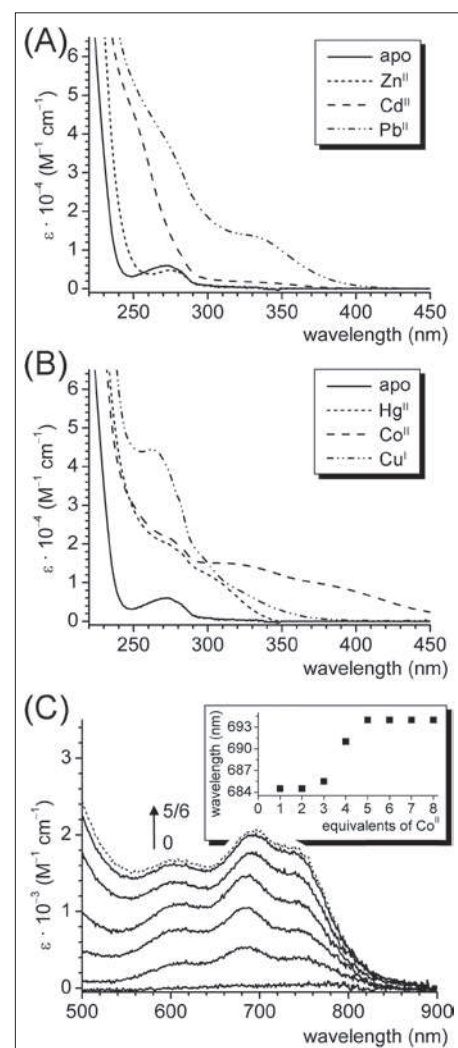 (A)
apo
Zn^II
Cd^II
Pb^II
6
5
4
3
2
1
0
ε · 10⁻⁴ (M⁻¹ cm⁻¹)
250 300 350 400 450
wavelength (nm)
(B)
apo
Hg^II
Co^II
Cu^I
6
5
4
3
2
1
0
ε · 10⁻⁴ (M⁻¹ cm⁻¹)
250 300 350 400 450
wavelength (nm)
(C)
wavelength (nm)
693
690
687
684
0 1 2 3 4 5 6 7 8
equivalents of Co^II
5/6
0
3
2
1
0
ε · 10⁻³ (M⁻¹ cm⁻¹)
500 600 700 800 900
wavelength (nm)